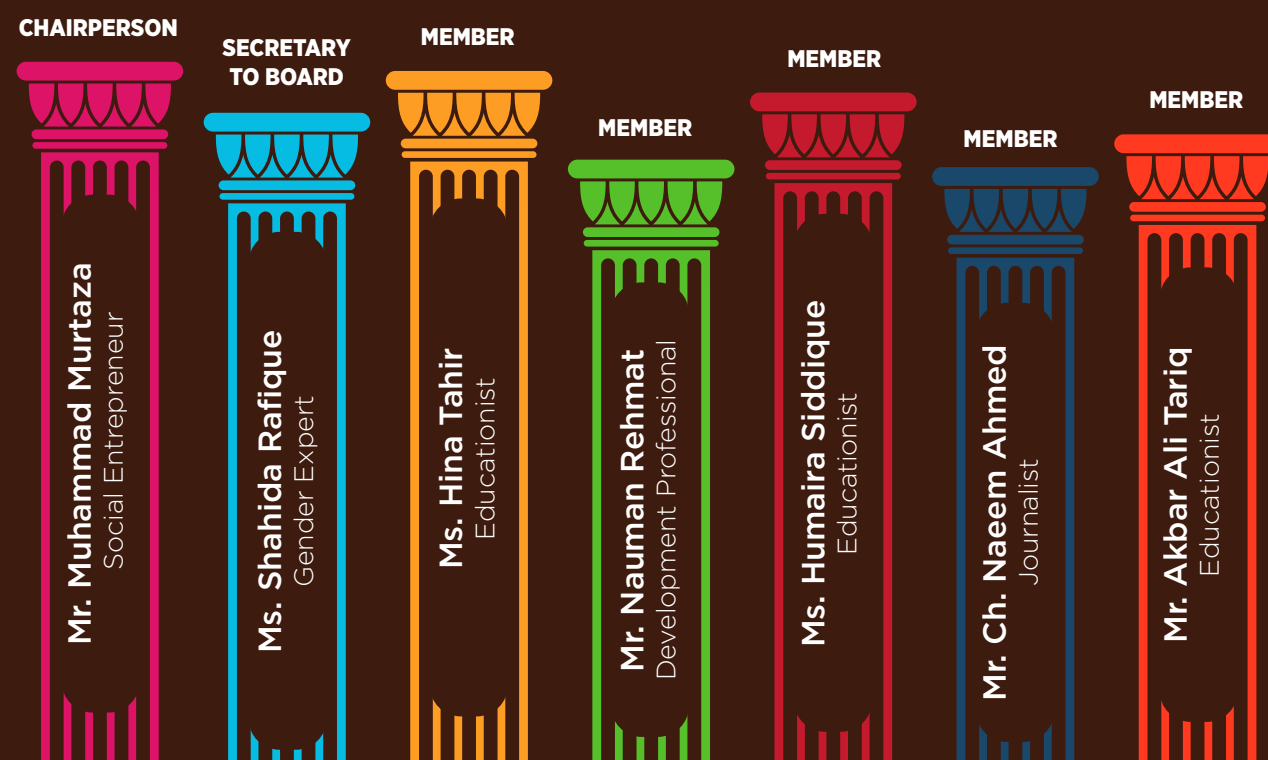 CHAIRPERSON
Mr. Muhammad Murtaza
Social Entrepreneur
SECRETARY
TO BOARD
Ms. Shahida Rafique
Gender Expert
MEMBER
Ms. Hina Tahir
Educationist
MEMBER
Mr. Nauman Rehmat
Development Professional
MEMBER
Ms. Humaira Siddique
Educationist
MEMBER
Mr. Ch. Naeem Ahmed
Journalist
MEMBER
Mr. Akbar Ali Tariq
Educationist